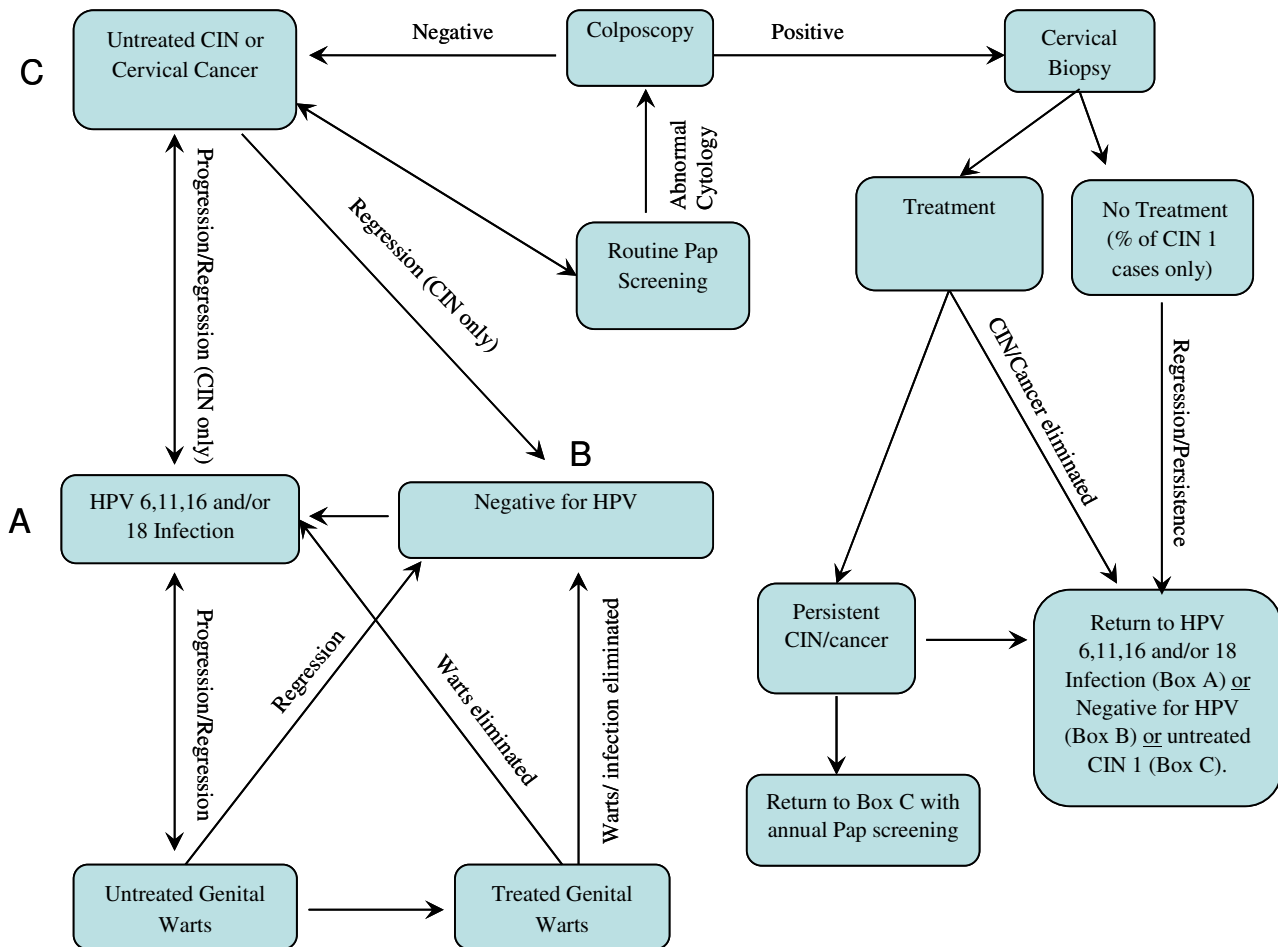 Untreated CIN or
Cervical Cancer
Negative
Colposcopy
Positive
Cervical
Biopsy
C
Abnormal
Cytology
Progression/Regression (CIN only)
Regression (CIN only)
Routine Pap
Screening
Treatment
No Treatment
(% of CIN 1
cases only)
CIN/Cancer eliminated
Regression/Persistence
B
A
HPV 6,11,16 and/or
18 Infection
Negative for HPV
Progression/Regression
Regression
Warts eliminated
Warts/ infection eliminated
Persistent
CIN/cancer
Return to HPV
6,11,16 and/or 18
Infection (Box A) or
Negative for HPV
(Box B) or untreated
CIN 1 (Box C).
Return to Box C with
annual Pap screening
Untreated Genital
Warts
Treated Genital
Warts